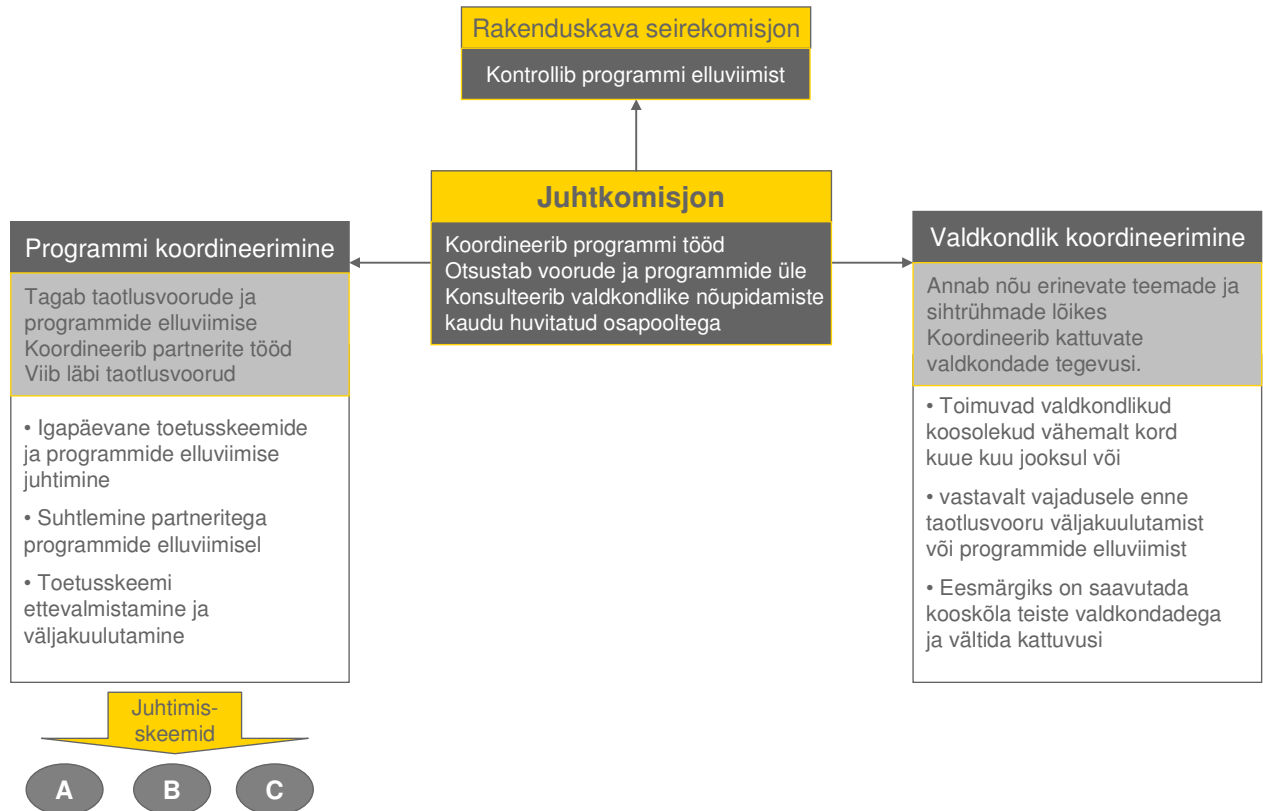 Rakenduskava seirekomisjon
Kontrollib programmi elluviimist
Juhtkomisjon
Koordineerib programmi tööd
Otsustab voorude ja programmide üle
Konsulteerib valdkondlike nõupidamiste
kaudu huvitatud osapooltega
Programmi koordineerimine
Tagab taotlusvoorude ja
programmide elluviimise
Koordineerib partnerite tööd
Viib läbi taotlusvoorud
• Igapäevane toetusskeemide
ja programmide elluviimise
juhtimine
• Suhtlemine partneritega
programmide elluviimisel
• Toetusskeemi
ettevalmistamine ja
väljakuulutamine
Valdkondlik koordineerimine
Annab nõu erinevate teemade ja
sihtrühmade lõikes
Koordineerib kattuvate
valdkondade tegevusi.
• Toimuvad valdkondlikud
koosolekud vähemalt kord
kuue kuu jooksul või
• vastavalt vajadusele enne
taotlusvooru väljakuulutamist
või programmide elluviimist
• Eesmärgiks on saavutada
kooskõla teiste valdkondadega
ja vältida kattuvusi
Juhtimis-
skeemid
A B C